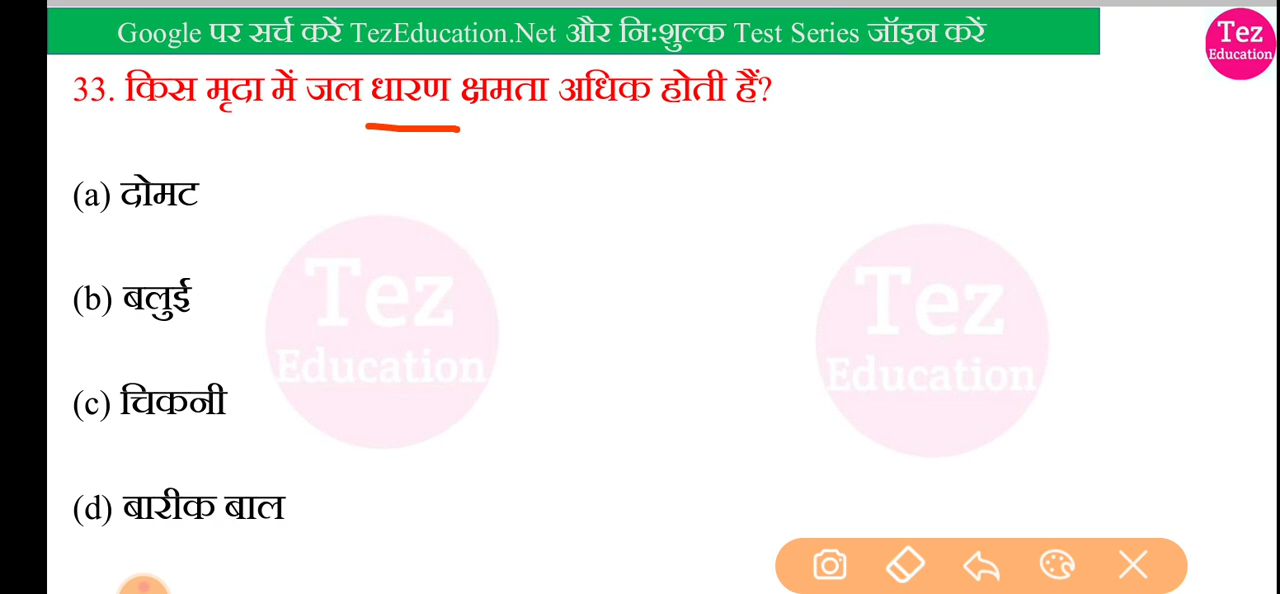 Google पर सर्च करें TezEducation.Net और निःशुल्क Test Series जॉइन करें
Tez
Education
33. किस मृदा में जल धारण क्षमता अधिक होती हैं?
(a) दोमट
(b) बलुई
(c) चिकनी
(d) बारीक बाल
Tez
Education
Tez
Education